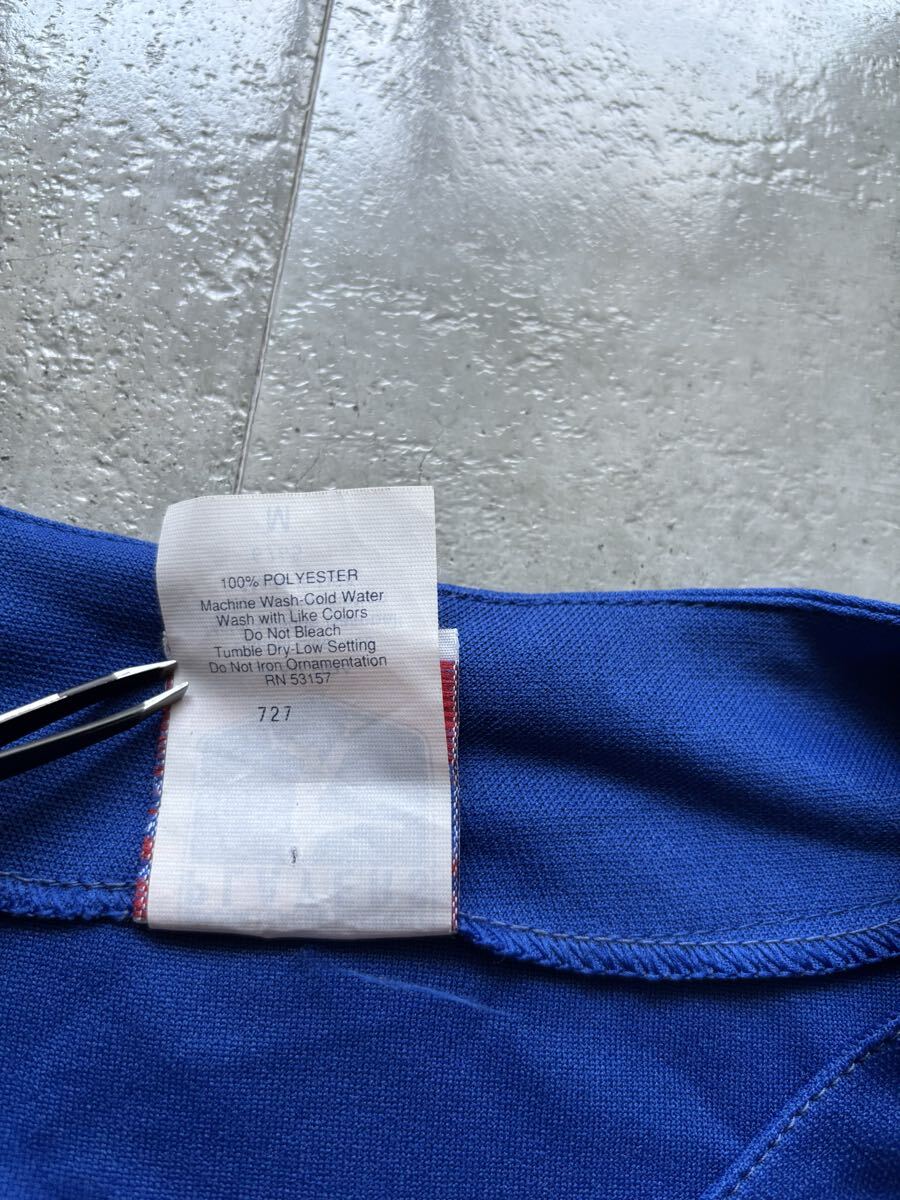 M
100% POLYESTER
Machine Wash-Cold Water
Wash with Like Colors
Do Not Bleach
Tumble Dry-Low Setting
Do Not Iron Ornamentation
RN 53157
727